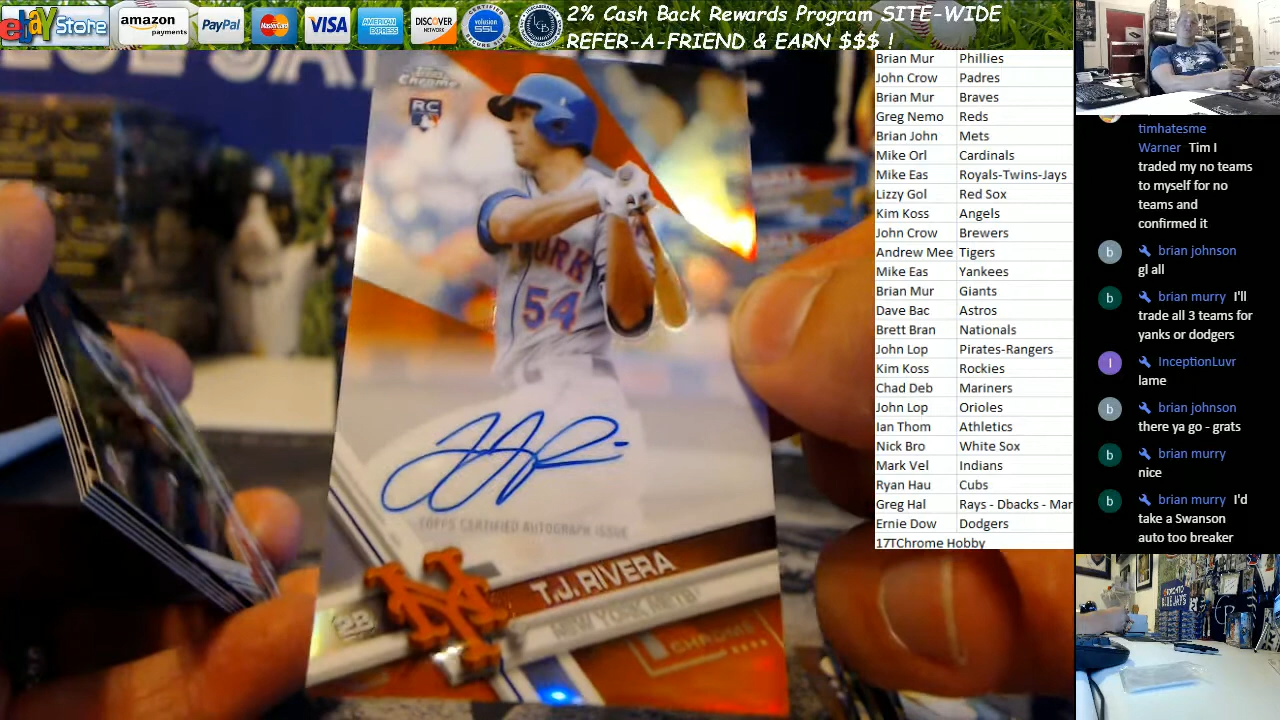 ebay Store
amazon payments
PayPal
MasterCard
VISA
AMERICAN EXPRESS
DISCOVER NETWORK
volusion SSL
2% Cash Back Rewards Program SITE-WIDE
REFER-A-FRIEND & EARN $$$ !
Topps Chrome
RC
YORK
54
TOPPS CERTIFIED AUTOGRAPH ISSUE
T.J. RIVERA
NEW YORK METS
2B
CHROME
Brian Mur Phillies
John Crow Padres
Brian Mur Braves
Greg Nemo Reds
Brian John Mets
Mike Orl Cardinals
Mike Eas Royals-Twins-Jays
Lizzy Gol Red Sox
Kim Koss Angels
John Crow Brewers
Andrew Mee Tigers
Mike Eas Yankees
Brian Mur Giants
Dave Bac Astros
Brett Bran Nationals
John Lop Pirates-Rangers
Kim Koss Rockies
Chad Deb Mariners
John Lop Orioles
Ian Thom Athletics
Nick Bro White Sox
Mark Vel Indians
Ryan Hau Cubs
Greg Hal Rays - Dbacks - Mar
Ernie Dow Dodgers
17TChrome Hobby
timhatesme
Warner Tim I
traded my no teams
to myself for no
teams and
confirmed it
b brian johnson
gl all
b brian murry I'll
trade all 3 teams for
yanks or dodgers
I InceptionLuvr
lame
b brian johnson
there ya go - grats
b brian murry
nice
b brian murry I'd
take a Swanson
auto too breaker